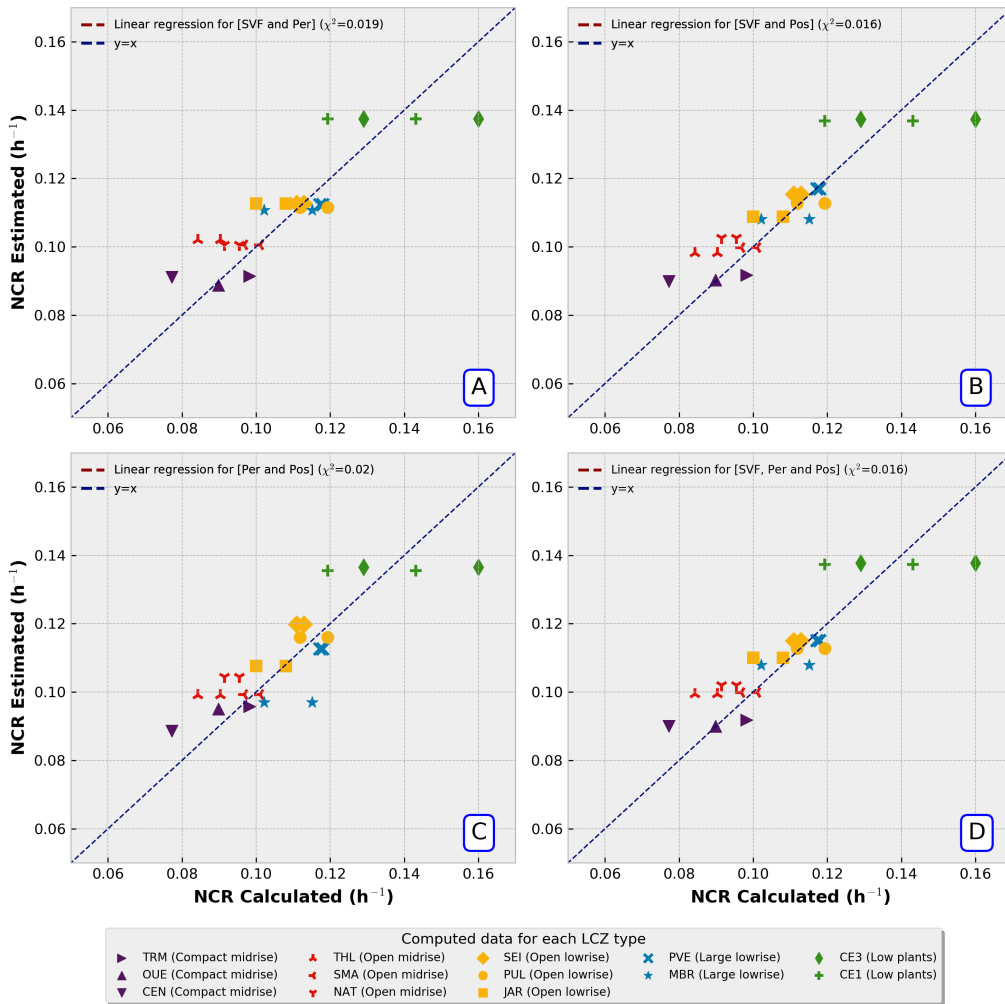 Linear regression for [SVF and Per] (χ²=0.019)
y=x
NCR Estimated (h⁻¹)
0.16
0.14
0.12
0.10
0.08
0.06
A
0.06 0.08 0.10 0.12 0.14 0.16
Linear regression for [SVF, and Pos] (χ²=0.016)
y=x
0.16
0.14
0.12
0.10
0.08
0.06
B
0.06 0.08 0.10 0.12 0.14 0.16
Linear regression for [Per and Pos] (χ²=0.02)
y=x
NCR Estimated (h⁻¹)
0.16
0.14
0.12
0.10
0.08
0.06
C
0.06 0.08 0.10 0.12 0.14 0.16
NCR Calculated (h⁻¹)
Linear regression for [SVF, Per and Pos] (χ²=0.016)
y=x
0.16
0.14
0.12
0.10
0.08
0.06
D
0.06 0.08 0.10 0.12 0.14 0.16
NCR Calculated (h⁻¹)
Computed data for each LCZ type
TRM (Compact midrise) THL (Open midrise) SEI (Open lowrise) PVE (Large lowrise) CE3 (Low plants)
OUE (Compact midrise) SMA (Open midrise) PUL (Open lowrise) MBR (Large lowrise) CE1 (Low plants)
CEN (Compact midrise) NAT (Open midrise) JAR (Open lowrise)